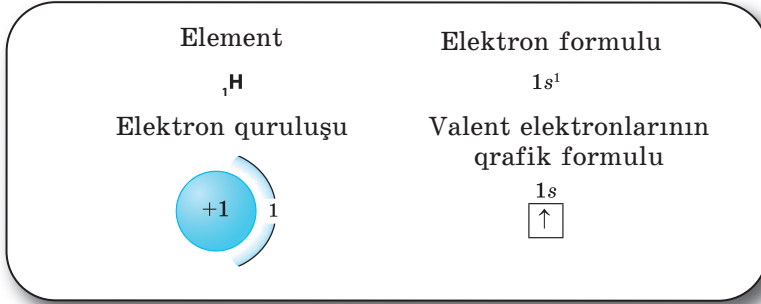 Element
₁H
Elektron quruluşu
+1 1
Elektron formulu
1s¹
Valent elektronlarının
qrafik formulu
1s
↑